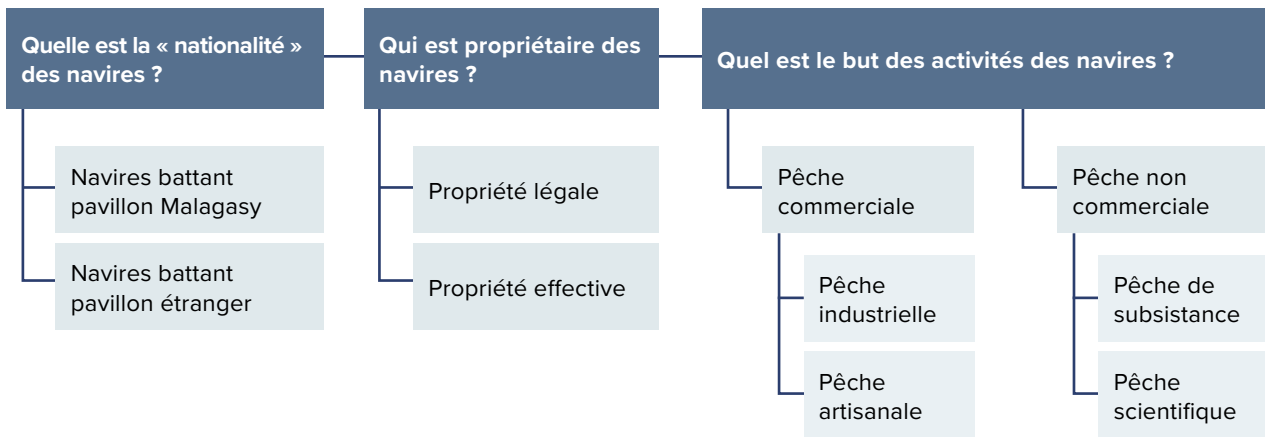 Quelle est la « nationalité »
des navires ?
Navires battant
pavillon Malagasy
Navires battant
pavillon étranger
Qui est propriétaire des
navires ?
Propriété légale
Propriété effective
Quel est le but des activités des navires ?
Pêche
commerciale
Pêche
industrielle
Pêche
artisanale
Pêche non
commerciale
Pêche de
subsistance
Pêche
scientifique